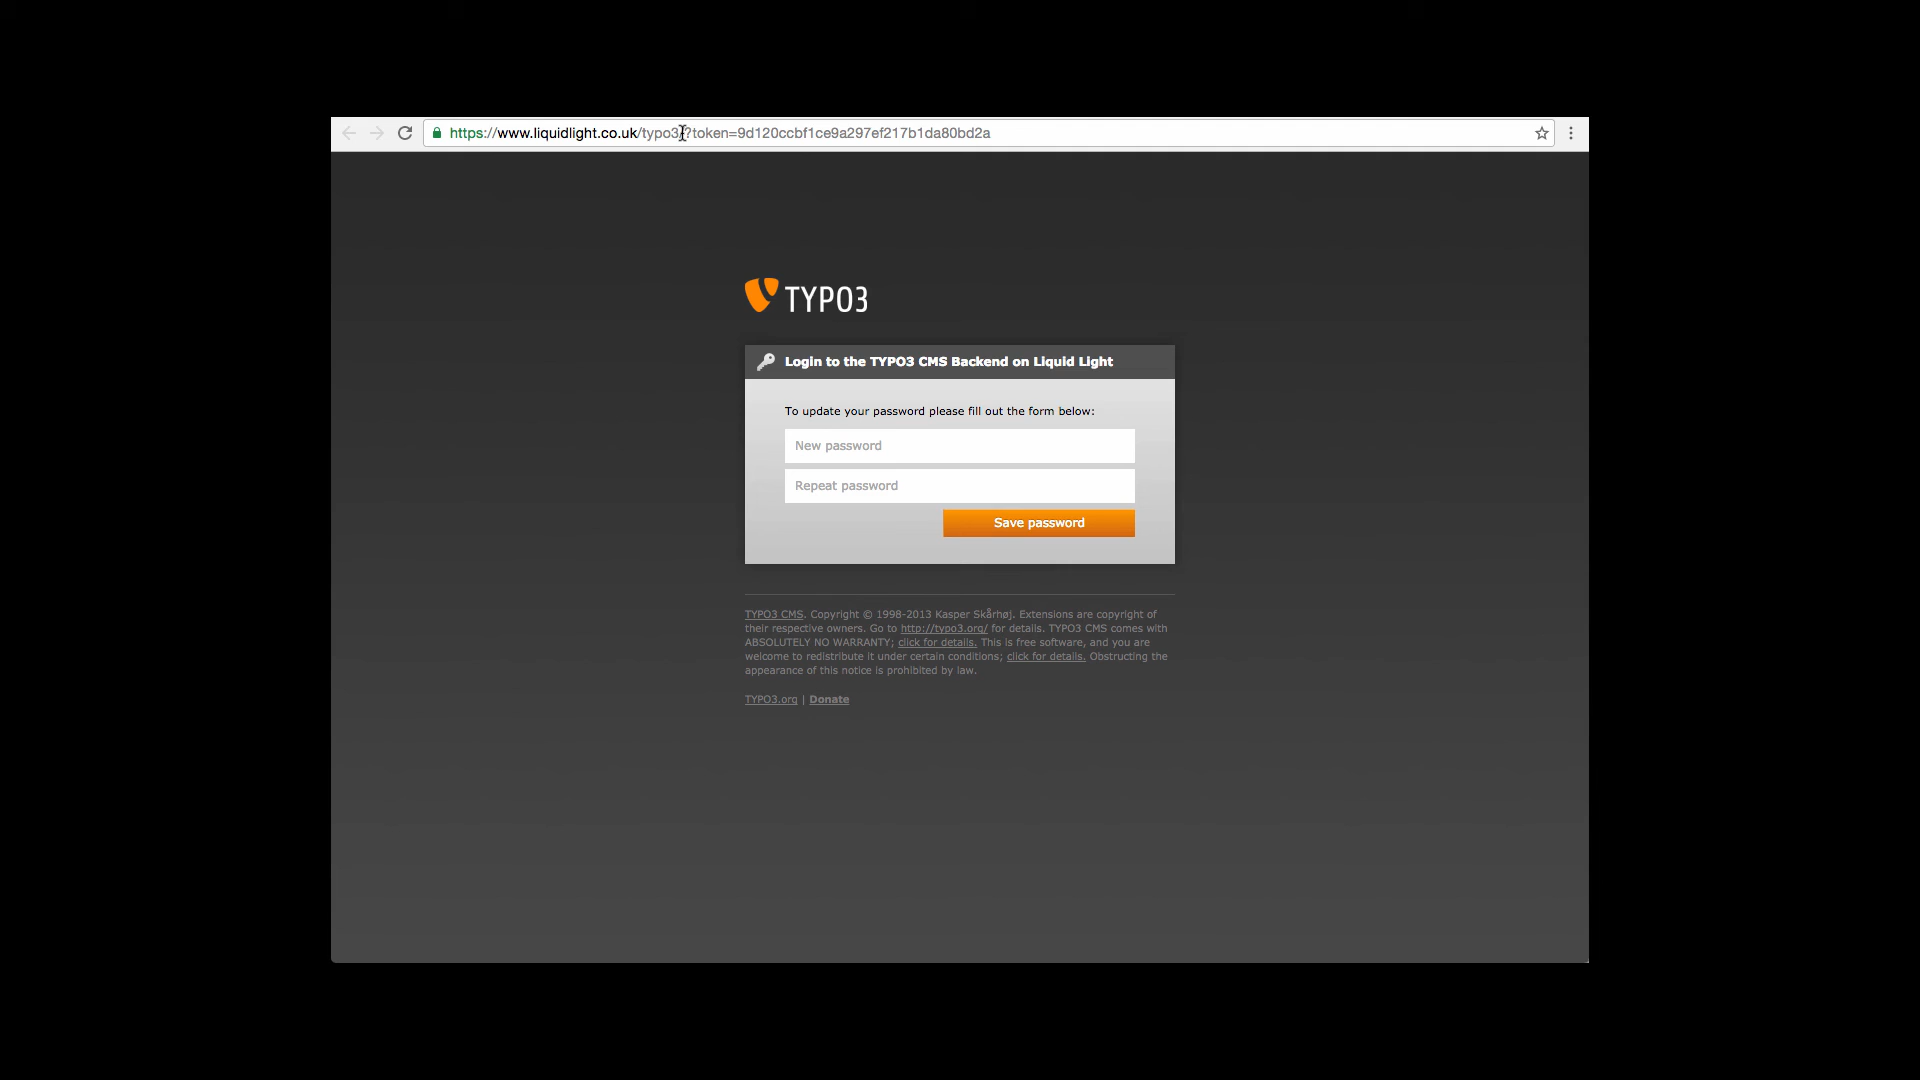 https://www.liquidlight.co.uk/typo3/?token=9d120ccbf1ce9a297ef217b1da80bd2a
TYPO3
Login to the TYPO3 CMS Backend on Liquid Light
To update your password please fill out the form below:
New password
Repeat password
Save password
TYPO3 CMS. Copyright © 1998-2013 Kasper Skårhøj. Extensions are copyright of
their respective owners. Go to http://typo3.org/ for details. TYPO3 CMS comes with
ABSOLUTELY NO WARRANTY; click for details. This is free software, and you are
welcome to redistribute it under certain conditions; click for details. Obstructing the
appearance of this notice is prohibited by law.
TYPO3.org | Donate